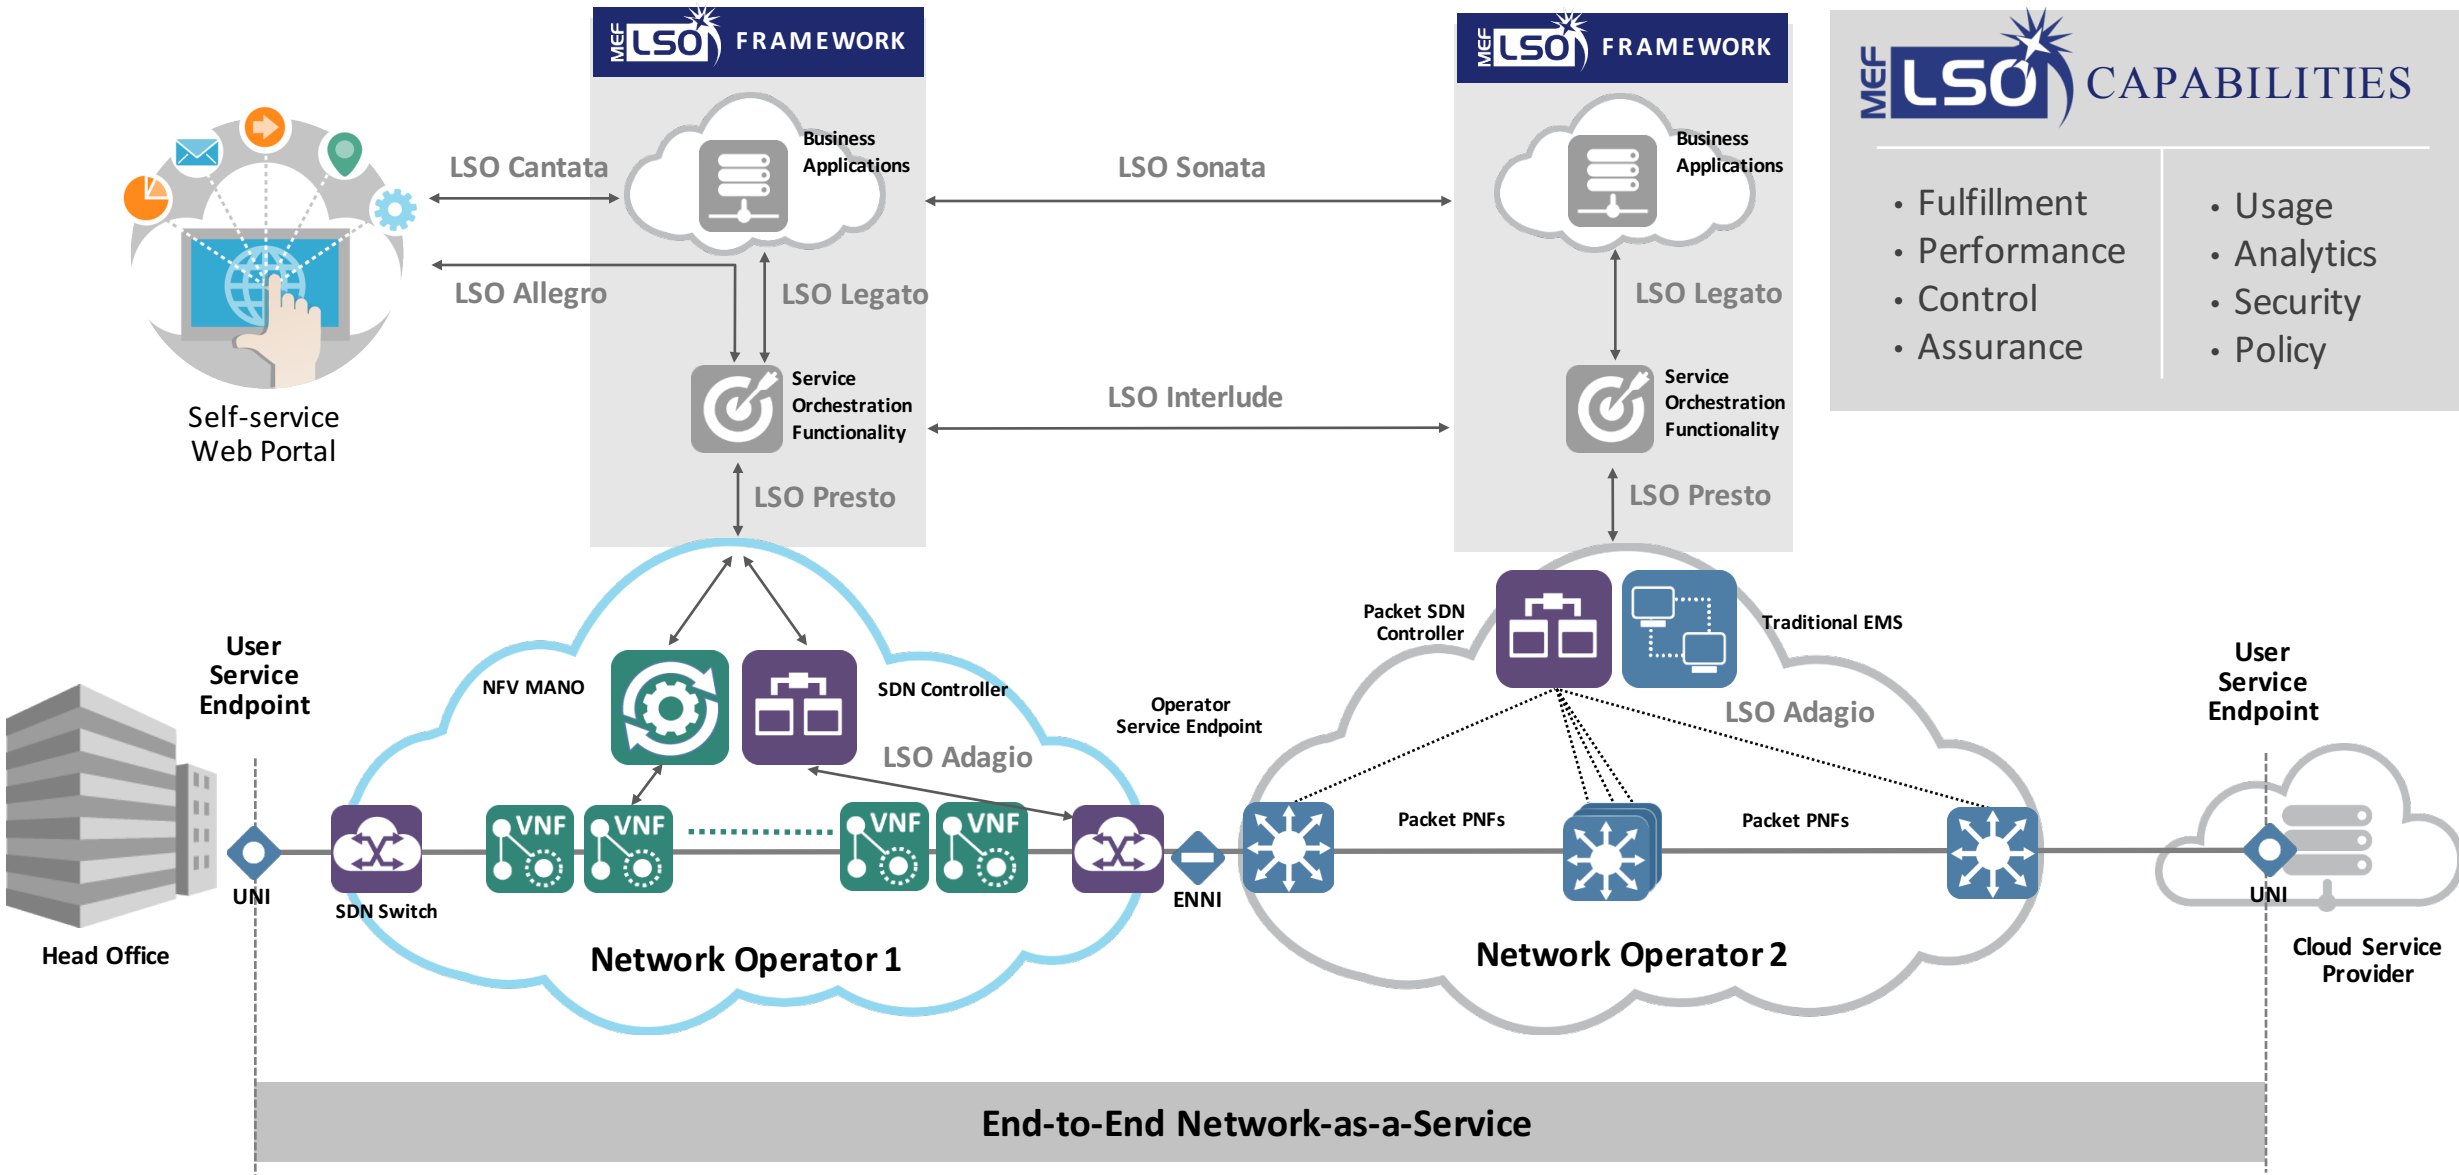 MEF LSO FRAMEWORK
MEF LSO FRAMEWORK
MEF LSO CAPABILITIES
Fulfillment
Performance
Control
Assurance
Usage
Analytics
Security
Policy
Business
Applications
Business
Applications
LSO Cantata
LSO Sonata
LSO Allegro
LSO Legato
LSO Legato
Self-service
Web Portal
Service
Orchestration
Functionality
LSO Interlude
Service
Orchestration
Functionality
LSO Presto
LSO Presto
User
Service
Endpoint
NFV MANO
SDN Controller
LSO Adagio
Operator
Service Endpoint
Packet SDN
Controller
Traditional EMS
LSO Adagio
User
Service
Endpoint
VNF
VNF
VNF
VNF
Packet PNFs
Packet PNFs
UNI
SDN Switch
ENNI
UNI
Head Office
Network Operator 1
Network Operator 2
Cloud Service
Provider
End-to-End Network-as-a-Service